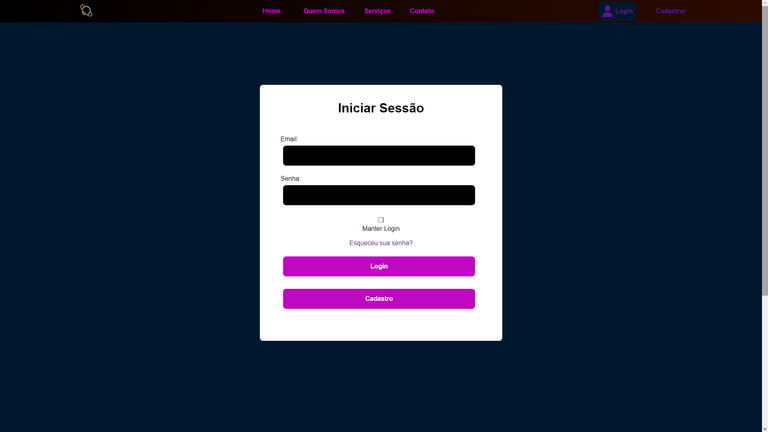 Home Quem Somos Serviços Contato Login Cadastrar
Iniciar Sessão
Email:
Senha:
Manter Login
Esqueceu sua senha?
Login
Cadastro